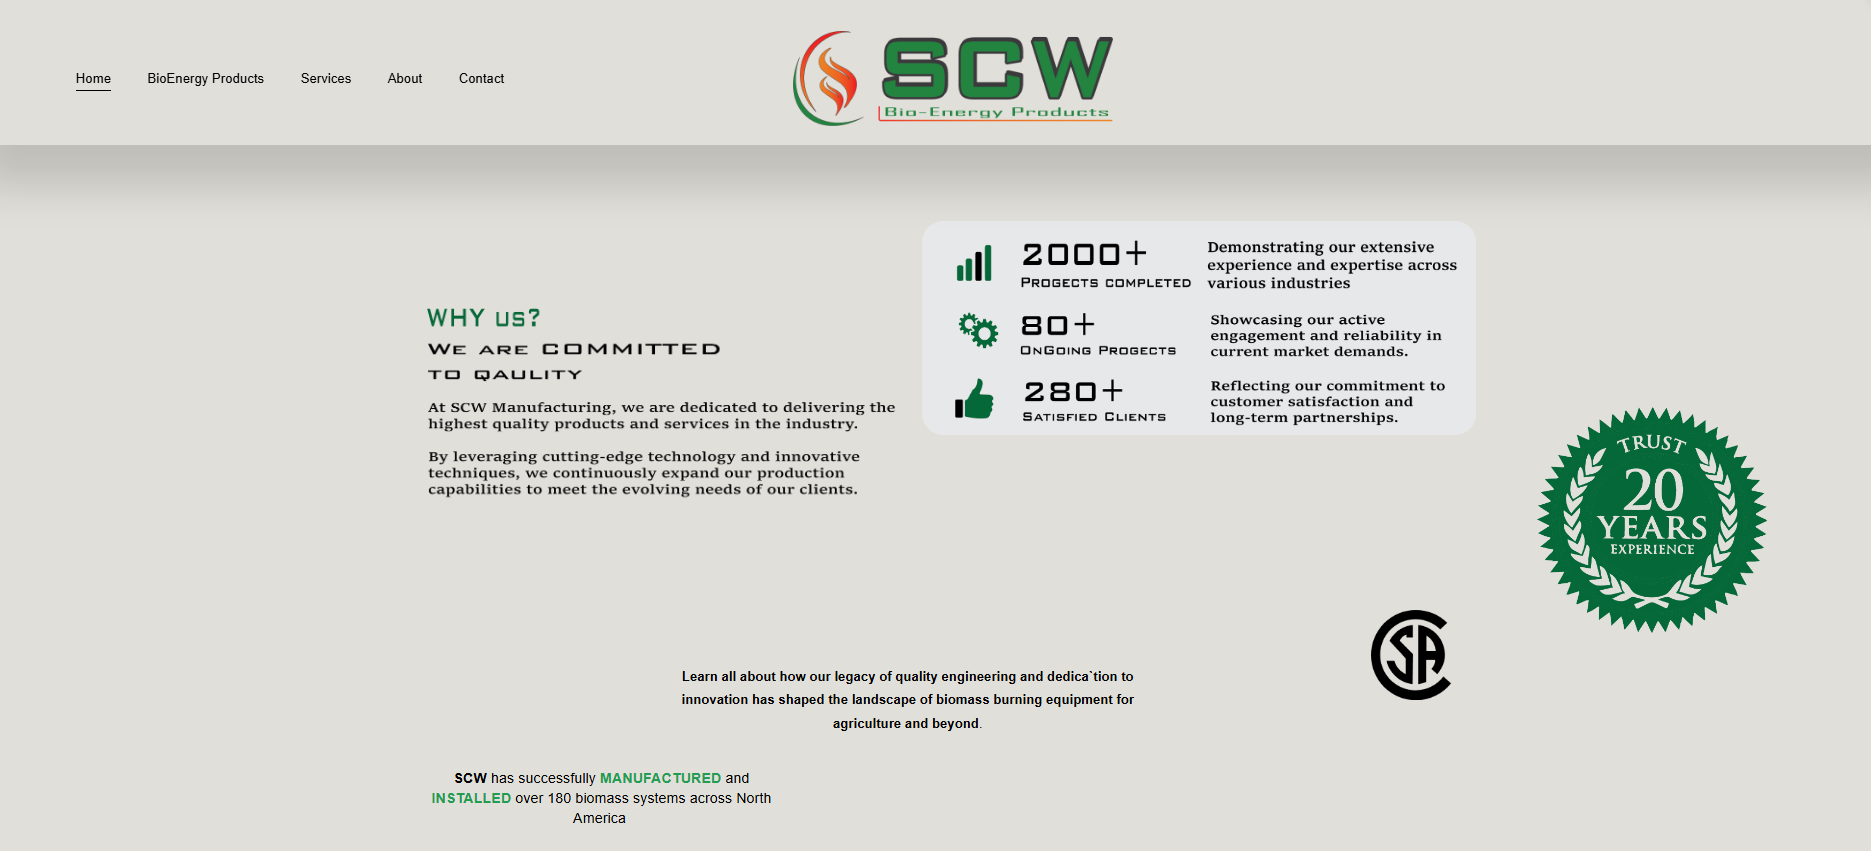 Home
BioEnergy Products
Services
About
Contact
SCW
Bio-Energy Products
WHY us?
We are committed
to qaulity
At SCW Manufacturing, we are dedicated to delivering the
highest quality products and services in the industry.
By leveraging cutting-edge technology and innovative
techniques, we continuously expand our production
capabilities to meet the evolving needs of our clients.
2000+
Progects completed
Demonstrating our extensive
experience and expertise across
various industries
80+
OnGoing Progects
Showcasing our active
engagement and reliability in
current market demands.
280+
Satisfied Clients
Reflecting our commitment to
customer satisfaction and
long-term partnerships.
TRUST
20
YEARS
EXPERIENCE
CSA
Learn all about how our legacy of quality engineering and dedica`tion to
innovation has shaped the landscape of biomass burning equipment for
agriculture and beyond.
SCW has successfully MANUFACTURED and
INSTALLED over 180 biomass systems across North
America